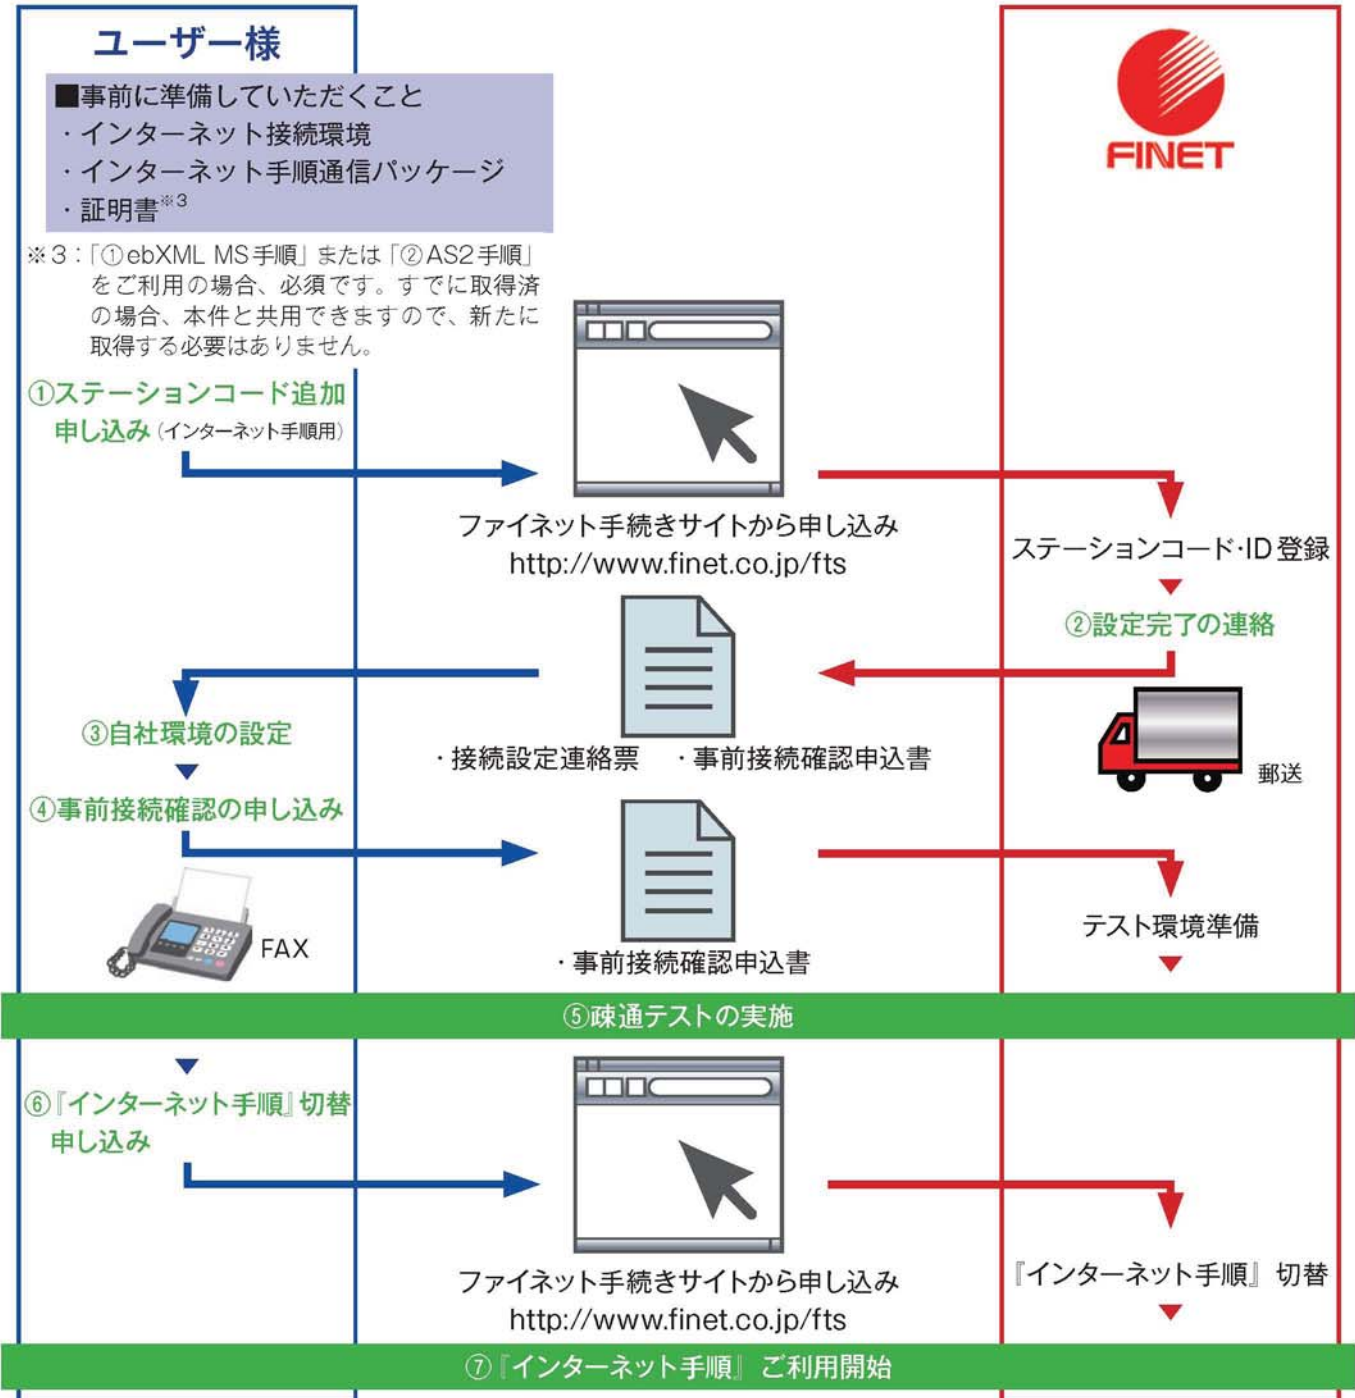 ユーザー様
■事前に準備していただくこと
・インターネット接続環境
・インターネット手順通信パッケージ
・証明書※3
※3：「①ebXML MS手順」または「②AS2手順」
をご利用の場合、必須です。すでに取得済
の場合、本件と共用できますので、新たに
取得する必要はありません。
FINET
①ステーションコード追加
申し込み（インターネット手順用）
ファイネット手続きサイトから申し込み
http://www.finet.co.jp/fts
ステーションコード・ID登録
②設定完了の連絡
③自社環境の設定
・接続設定連絡票 ・事前接続確認申込書
郵送
④事前接続確認の申し込み
FAX
・事前接続確認申込書
テスト環境準備
⑤疎通テストの実施
⑥『インターネット手順』切替
申し込み
ファイネット手続きサイトから申し込み
http://www.finet.co.jp/fts
『インターネット手順』切替
⑦『インターネット手順』ご利用開始